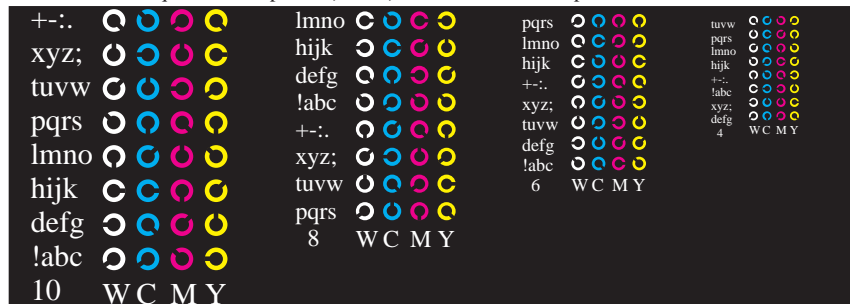 +-:.
xyz;
tuvw
pqrs
lmno
hijk
defg
!abc
10 W C M Y
lmno
hijk
defg
!abc
+-:.
xyz;
tuvw
pqrs
8 W C M Y
pqrs
lmno
hijk
+-:.
xyz;
tuvw
defg
!abc
6 W C M Y
tuvw
pqrs
lmno
hijk
+-:.
!abc
xyz;
defg
4 W C M Y